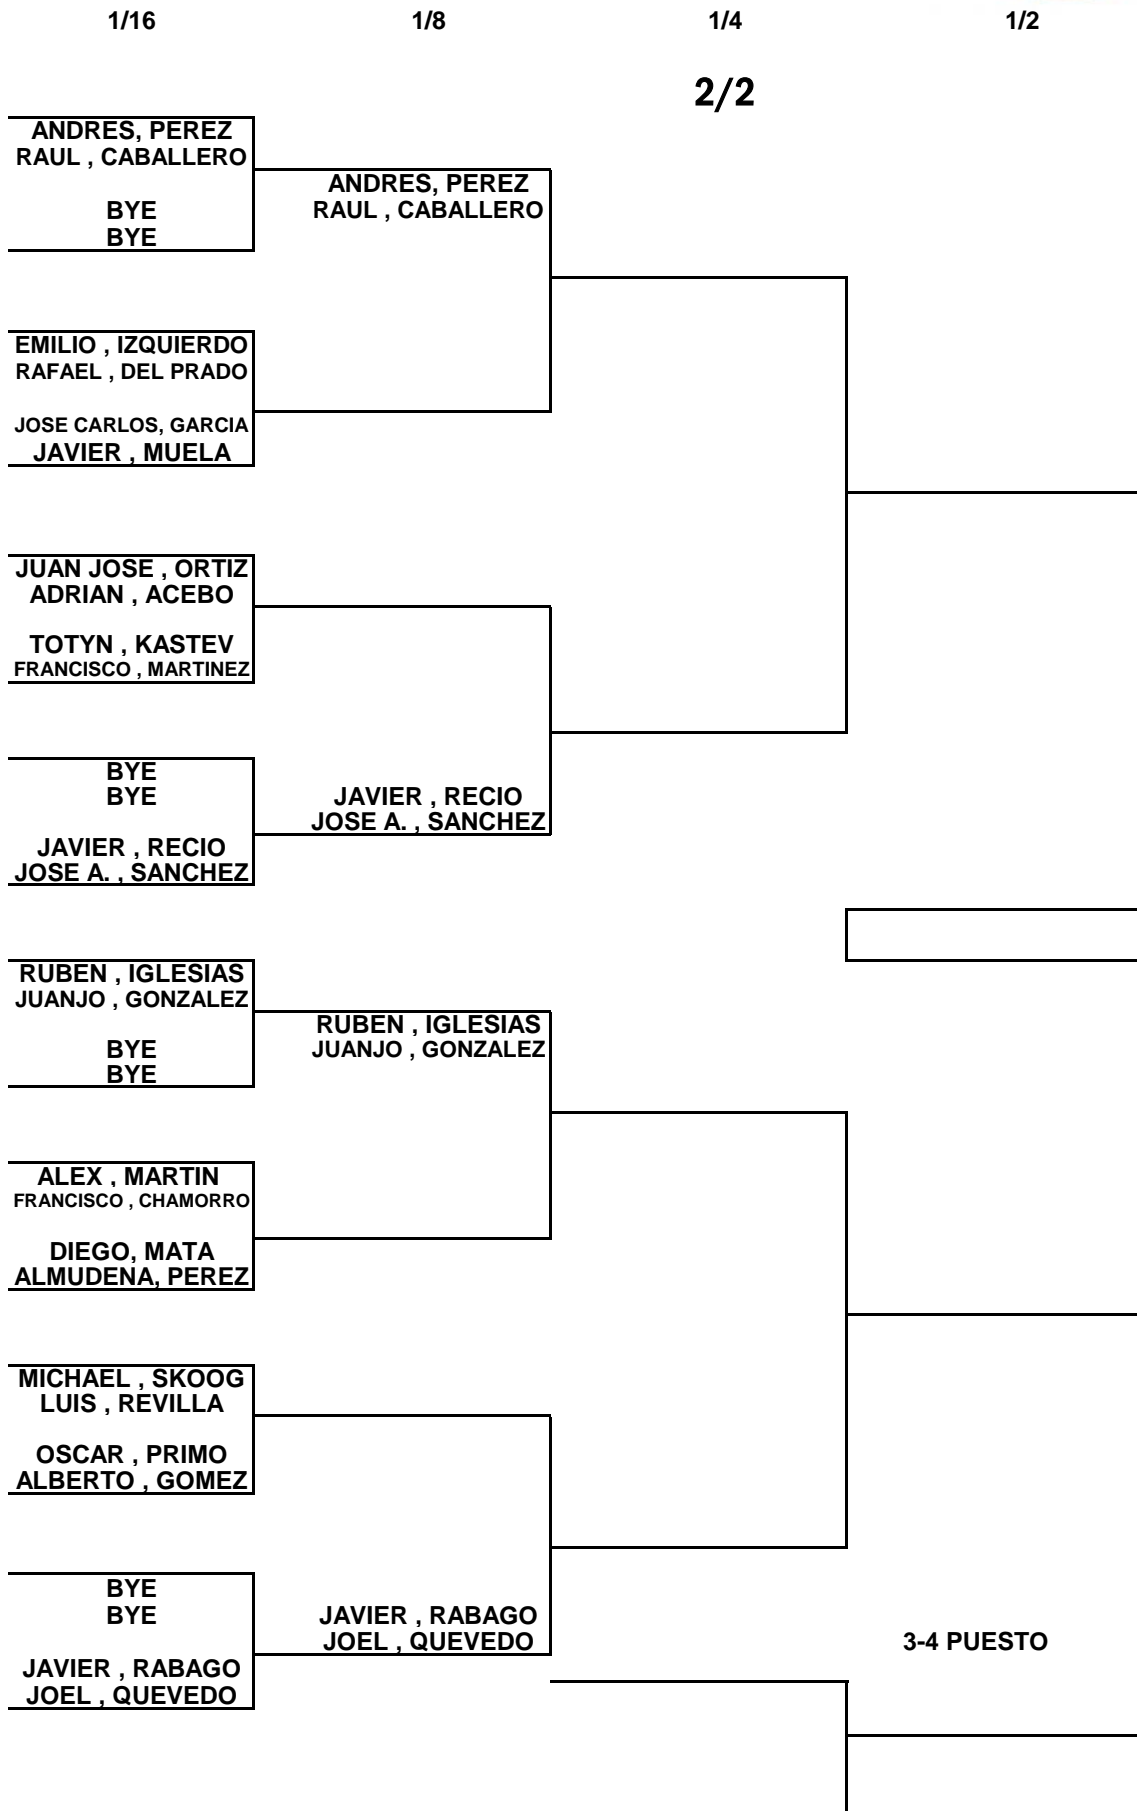 1/16 1/8 1/4 1/2
2/2
ANDRES, PEREZ
RAUL , CABALLERO
BYE
BYE
ANDRES, PEREZ
RAUL , CABALLERO
EMILIO , IZQUIERDO
RAFAEL , DEL PRADO
JOSE CARLOS, GARCIA
JAVIER , MUELA
JUAN JOSE , ORTIZ
ADRIAN , ACEBO
TOTYN , KASTEV
FRANCISCO , MARTINEZ
BYE
BYE
JAVIER , RECIO
JOSE A. , SANCHEZ
JAVIER , RECIO
JOSE A. , SANCHEZ
RUBEN , IGLESIAS
JUANJO , GONZALEZ
BYE
BYE
RUBEN , IGLESIAS
JUANJO , GONZALEZ
ALEX , MARTIN
FRANCISCO , CHAMORRO
DIEGO, MATA
ALMUDENA, PEREZ
MICHAEL , SKOOG
LUIS , REVILLA
OSCAR , PRIMO
ALBERTO , GOMEZ
BYE
BYE
JAVIER , RABAGO
JOEL , QUEVEDO
JAVIER , RABAGO
JOEL , QUEVEDO
3-4 PUESTO